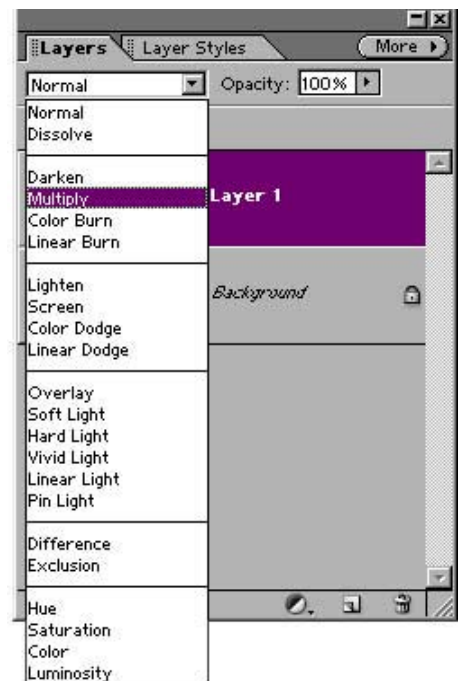 Layers Layer Styles More
Normal Opacity: 100%
Normal
Dissolve
Darken
Multiply
Layer 1
Color Burn
Linear Burn
Lighten
Background
Screen
Color Dodge
Linear Dodge
Overlay
Soft Light
Hard Light
Vivid Light
Linear Light
Pin Light
Difference
Exclusion
Hue
Saturation
Color
Luminosity